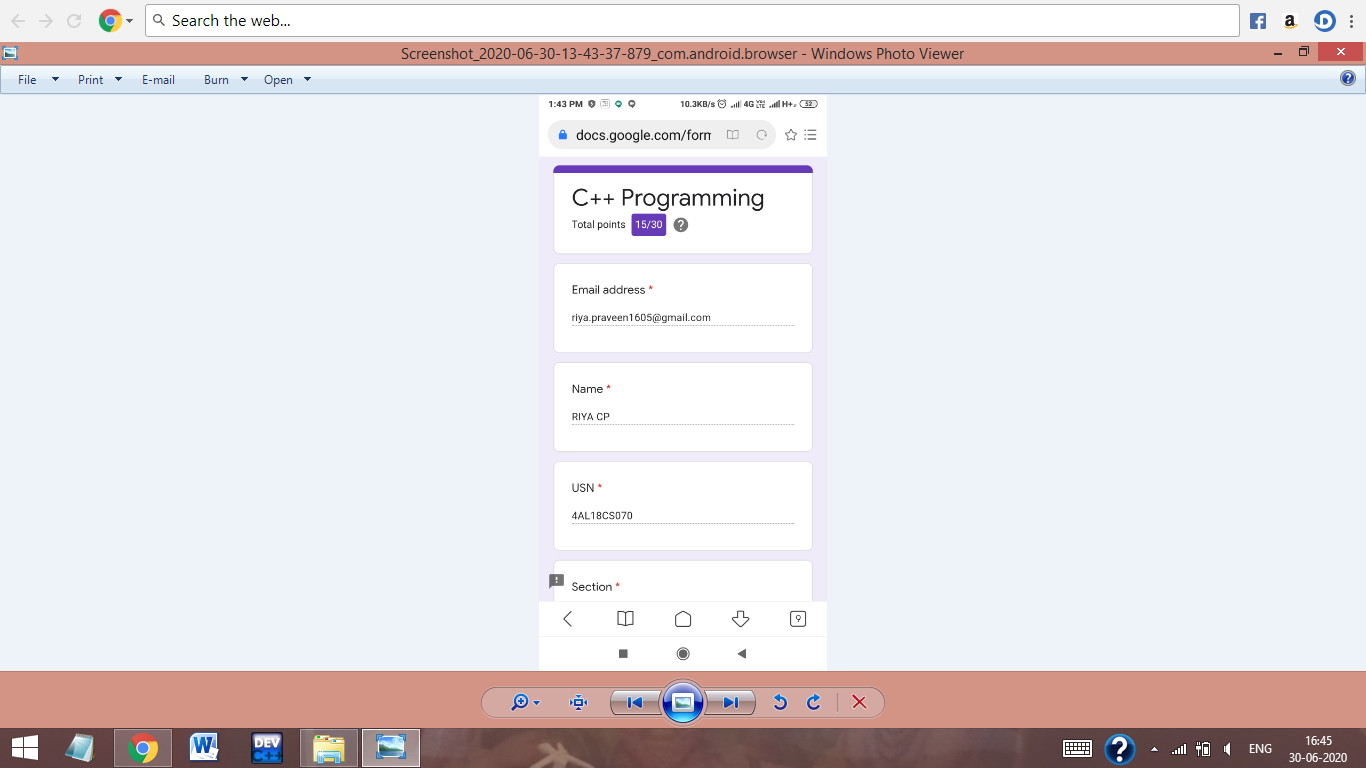 Search the web...
Screenshot_2020-06-30-13-43-37-879_com.android.browser - Windows Photo Viewer
File Print E-mail Burn Open
1:43 PM 10.3KB/s 4G VoLTE H+ 52
docs.google.com/form
C++ Programming
Total points 15/30
Email address *
riya.praveen1605@gmail.com
Name *
RIYA CP
USN *
4AL18CS070
Section *
9
DEV
C++
ENG
16:45
30-06-2020